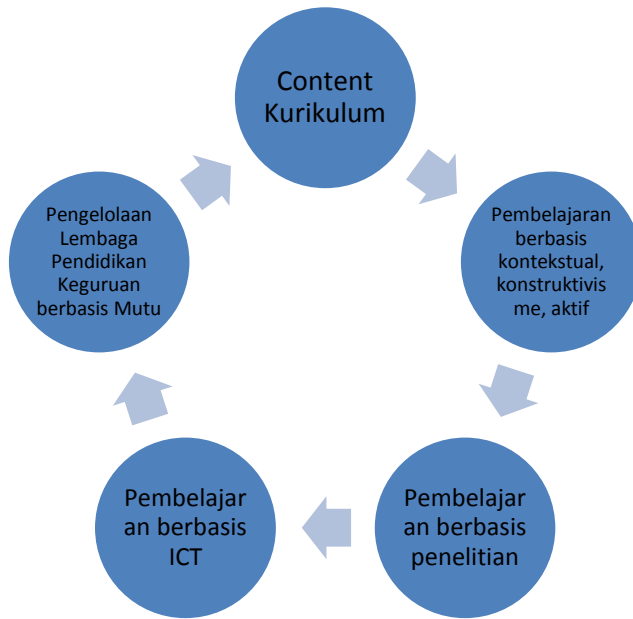 Content
Kurikulum
Pembelajaran
berbasis
kontekstual,
konstruktivis
me, aktif
Pembelajar
an berbasis
penelitian
Pembelajar
an berbasis
ICT
Pengelolaan
Lembaga
Pendidikan
Keguruan
berbasis Mutu